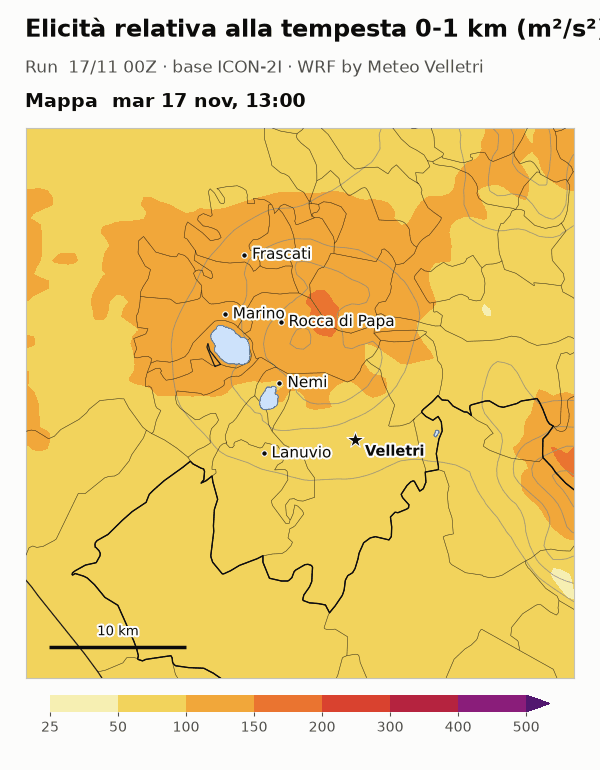 Elicità relativa alla tempesta 0-1 km (m²/s²)
Run 17/11 00Z · base ICON-2I · WRF by Meteo Velletri
Mappa mar 17 nov, 13:00
Frascati
Marino
Rocca di Papa
Nemi
Velletri
Lanuvio
10 km
25 50 100 150 200 300 400 500